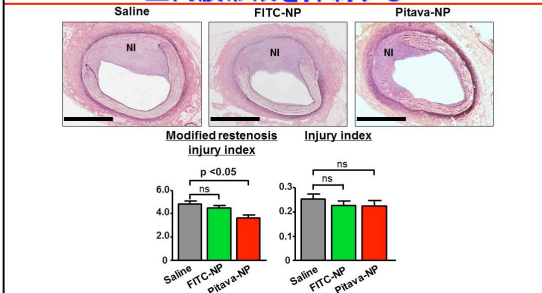 Saline
FITC-NP
Pitava-NP
NI
NI
NI
Modified restenosis
injury index
Injury index
p <0.05
ns
6.0
4.0
2.0
0
Saline
FITC-NP
Pitava-NP
ns
ns
0.3
0.2
0.1
0
Saline
FITC-NP
Pitava-NP